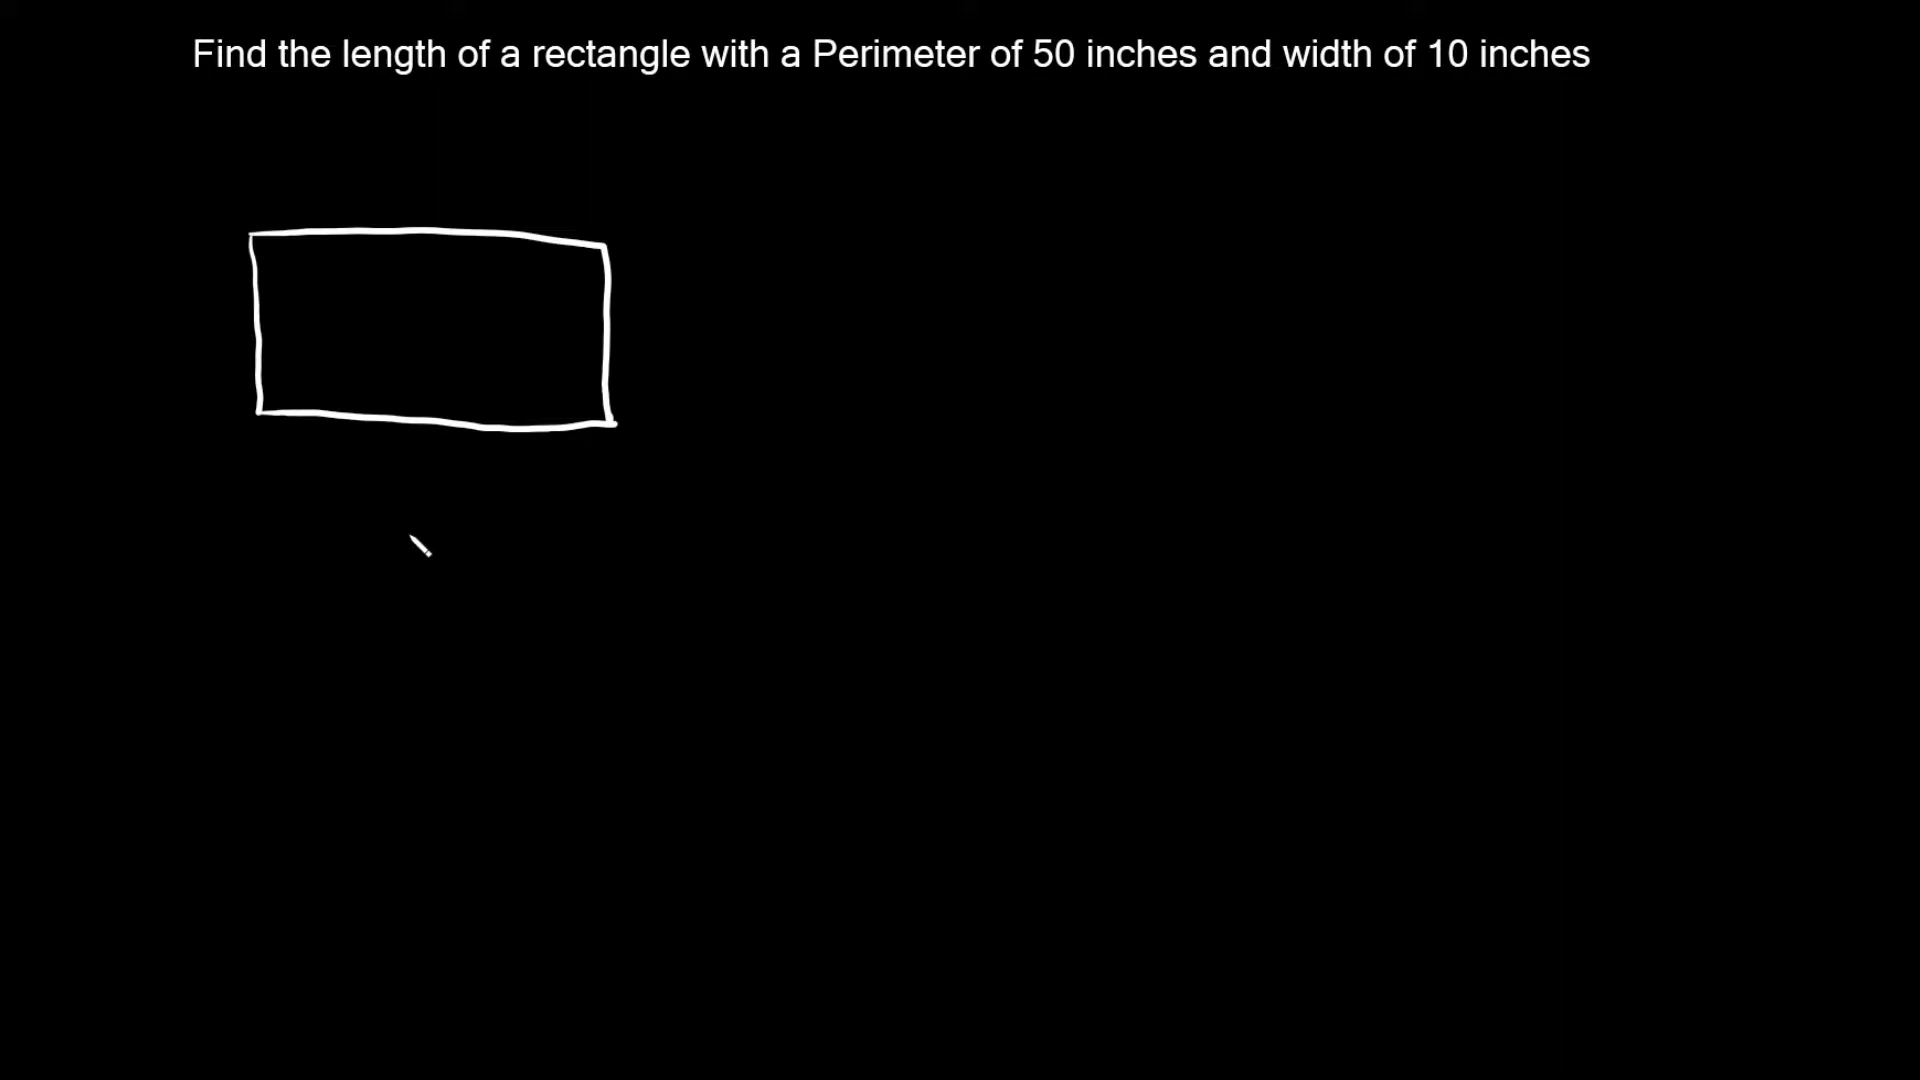 Find the length of a rectangle with a Perimeter of 50 inches and width of 10 inches